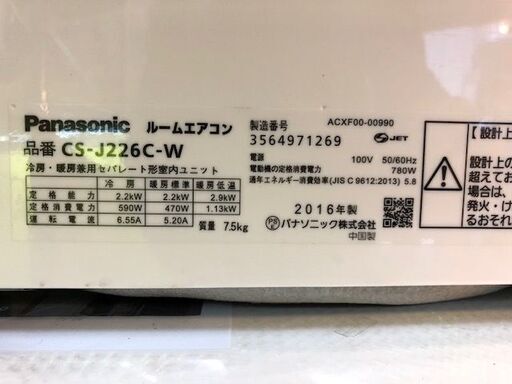 Panasonic ルームエアコン
品番 CS-J226C-W
冷房・暖房兼用セパレート形室内ユニット
冷房標準 暖房標準 暖房低温
定格能力 2.2kW 2.2kW 2.9kW
定格消費電力 590W 470W 1.13kW
運転電流 6.55A 5.20A
質量 7.5kg
ACXF00-00990
製造番号
3564971269
JET
電源 100V 50/60Hz
電動機の定格消費電力 780W
通年エネルギー消費効率(JIS C 9612:2013) 5.8
2016年製
PS E パナソニック株式会社
中国製
【設計上
設計上の
超えてお
場合は、
発火・け
るおそれ